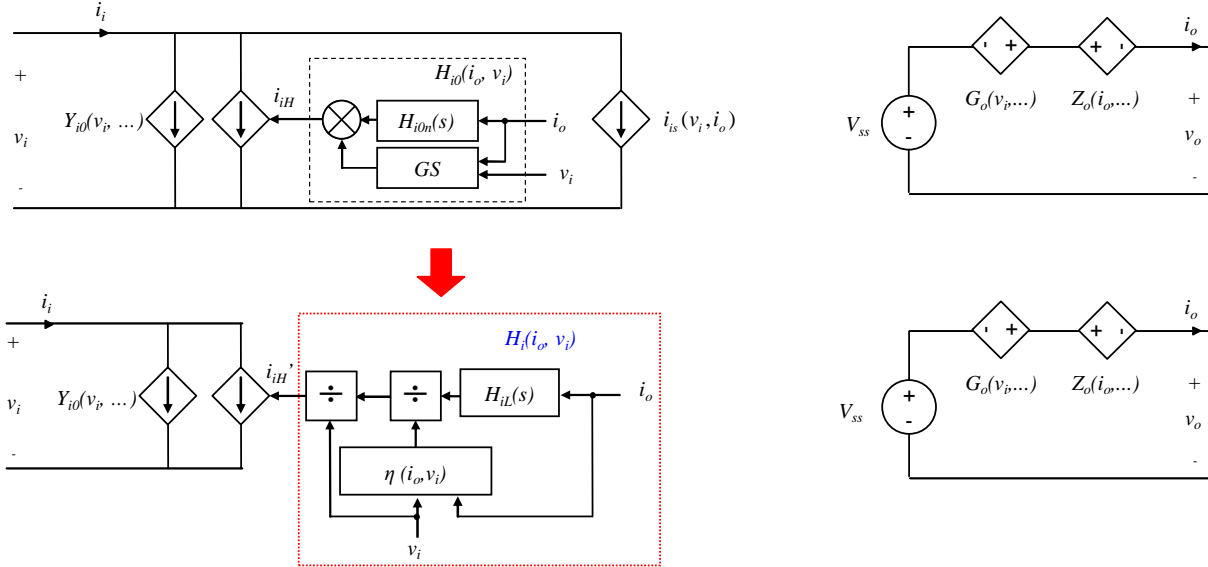 i_i
+
v_i
-
Y_i0(v_i, ...)
i_iH
H_i0(i_o, v_i)
H_i0n(s)
GS
i_o
v_i
i_is(v_i,i_o)
V_ss
+
-
- +
G_o(v_i,...)
+ -
Z_o(i_o,...)
i_o
+
v_o
-
i_i
+
v_i
-
Y_i0(v_i, ...)
i_iH'
H_i(i_o, v_i)
÷
÷
H_iL(s)
i_o
η (i_o,v_i)
v_i
V_ss
+
-
- +
G_o(v_i,...)
+ -
Z_o(i_o,...)
i_o
+
v_o
-